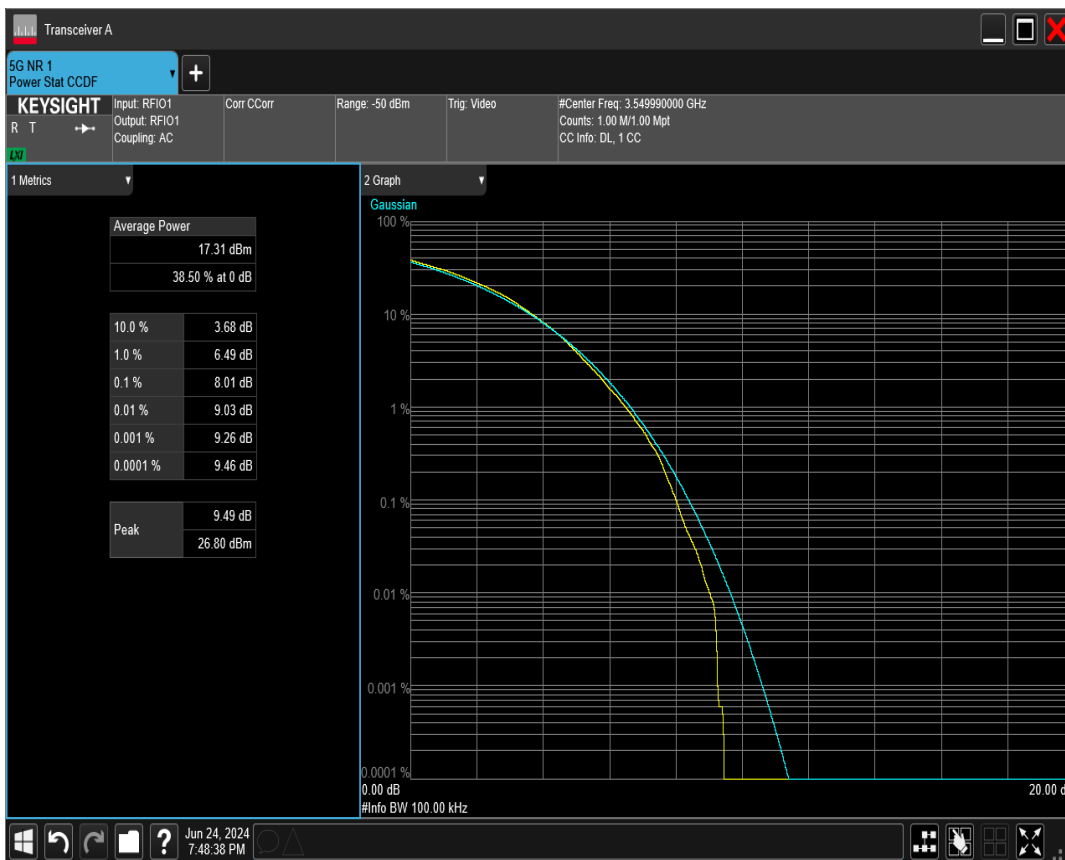 Transceiver A
5G NR 1
Power Stat CCDF
+
KEYSIGHT
R T
LXI
Input: RFIO1
Output: RFIO1
Coupling: AC
Corr CCorr
Range: -50 dBm
Trig: Video
#Center Freq: 3.549990000 GHz
Counts: 1.00 M/1.00 Mpt
CC Info: DL, 1 CC
1 Metrics
Average Power
17.31 dBm
38.50 % at 0 dB
10.0 % 3.68 dB
1.0 % 6.49 dB
0.1 % 8.01 dB
0.01 % 9.03 dB
0.001 % 9.26 dB
0.0001 % 9.46 dB
Peak
9.49 dB
26.80 dBm
2 Graph
Gaussian
100 %
10 %
1 %
0.1 %
0.01 %
0.001 %
0.0001 %
0.00 dB
20.00 d
#Info BW 100.00 kHz
?
Jun 24, 2024
7:48:38 PM